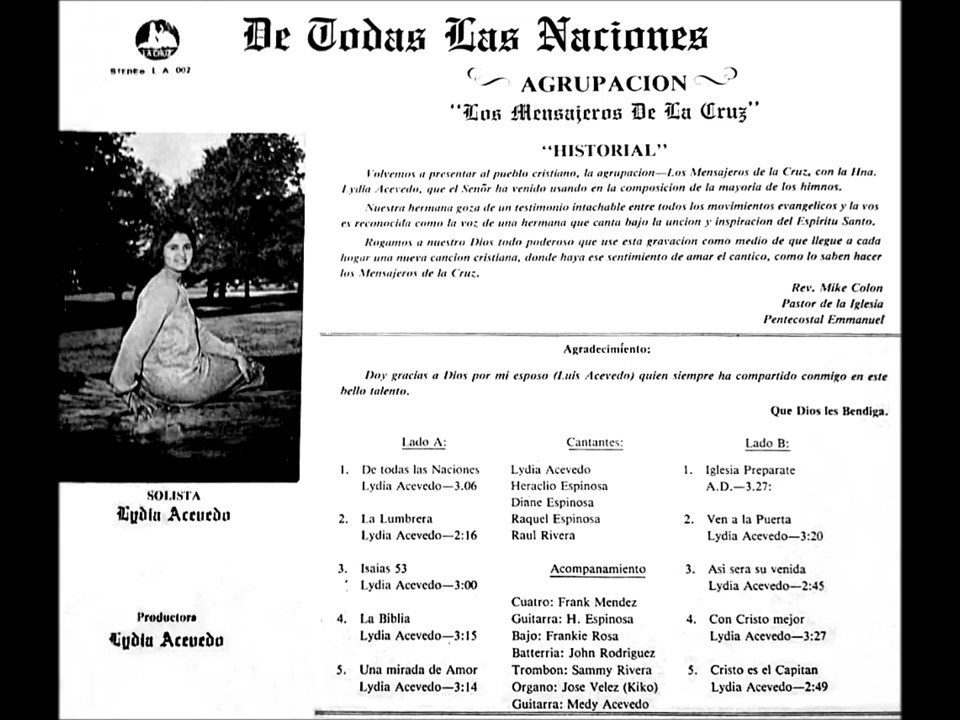 LA CRUZ
STEREO L A 007
De Todas Las Naciones
AGRUPACION
"Los Mensajeros De La Cruz"
"HISTORIAL"
Volvemos a presentar al pueblo cristiano, la agrupacion—Los Mensajeros de la Cruz, con la Hna.
Lydia Acevedo, que el Señor ha venido usando en la composicion de la mayoria de los himnos.
Nuestra hermana goza de un testimonio intachable entre todos los movimientos evangelicos y la vos
es reconocida como la voz de una hermana que canta bajo la uncion y inspiracion del Espiritu Santo.
Rogamos a nuestro Dios todo poderoso que use esta gravacion como medio de que llegue a cada
hogar una nueva cancion cristiana, donde haya ese sentimiento de amar el cantico, como lo saben hacer
los Mensajeros de la Cruz.
Rev. Mike Colon
Pastor de la Iglesia
Pentecostal Emmanuel
Agradecimiento:
Doy gracias a Dios por mi esposo (Luis Acevedo) quien siempre ha compartido conmigo en este
bello talento.
Que Dios les Bendiga.
SOLISTA
Lydia Acevedo
Productora
Lydia Acevedo
Lado A:
1. De todas las Naciones
Lydia Acevedo—3.06
2. La Lumbrera
Lydia Acevedo—2:16
3. Isaias 53
Lydia Acevedo—3:00
4. La Biblia
Lydia Acevedo—3:15
5. Una mirada de Amor
Lydia Acevedo—3:14
Cantantes:
Lydia Acevedo
Heraclio Espinosa
Diane Espinosa
Raquel Espinosa
Raul Rivera
Acompanamiento
Cuatro: Frank Mendez
Guitarra: H. Espinosa
Bajo: Frankie Rosa
Batterria: John Rodriguez
Trombon: Sammy Rivera
Organo: Jose Velez (Kiko)
Guitarra: Medy Acevedo
Lado B:
1. Iglesia Preparate
A.D.—3.27:
2. Ven a la Puerta
Lydia Acevedo—3:20
3. Asi sera su venida
Lydia Acevedo—2:45
4. Con Cristo mejor
Lydia Acevedo—3:27
5. Cristo es el Capitan
Lydia Acevedo—2:49